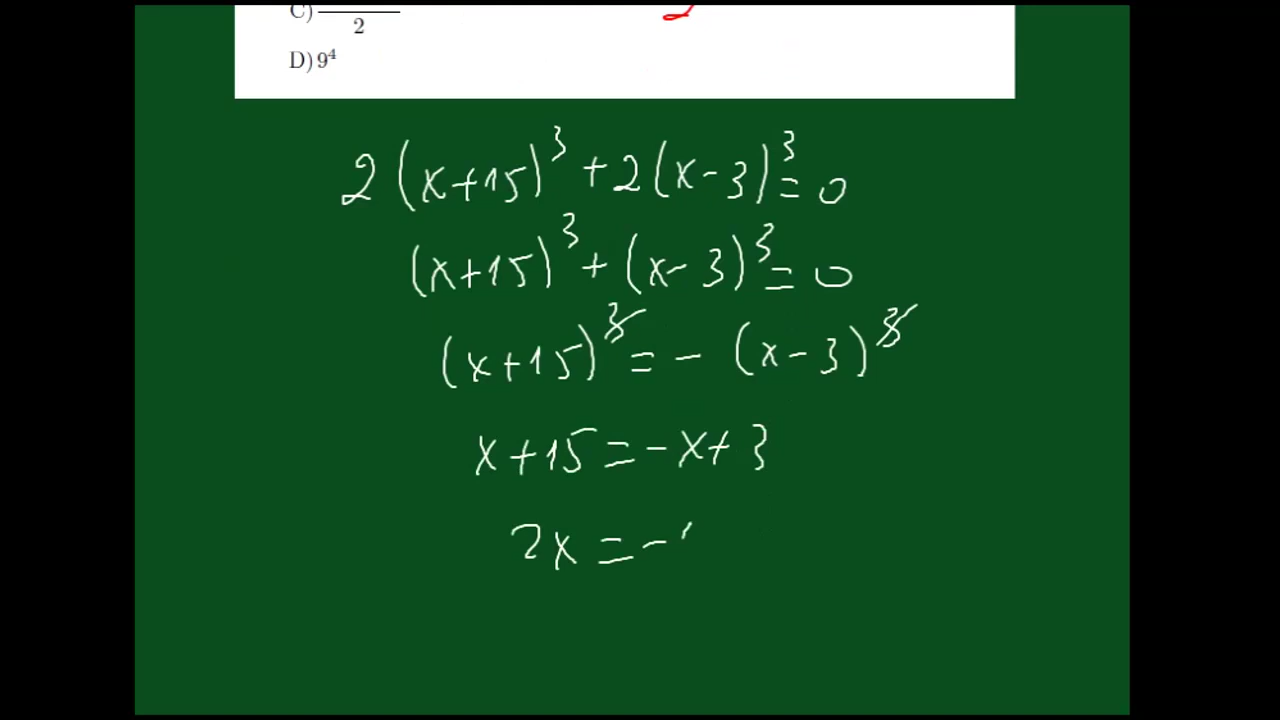 C)
2
D) 9⁴
2(x+15)³+2(x-3)³=0
(x+15)³+(x-3)³=0
(x+15)³=-(x-3)³
x+15=-x+3
2x=-